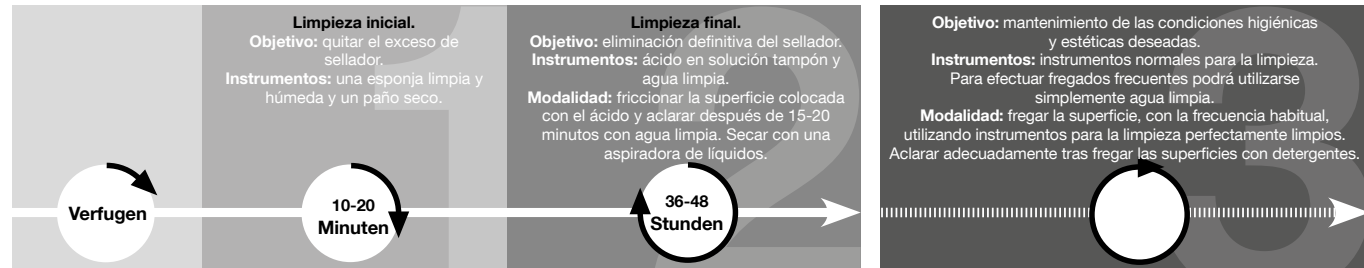 Limpieza inicial.
Objetivo: quitar el exceso de
sellador.
Instrumentos: una esponja limpia y
húmeda y un paño seco.
Limpieza final.
Objetivo: eliminación definitiva del sellador.
Instrumentos: ácido en solución tampón y
agua limpia.
Modalidad: friccionar la superficie colocada
con el ácido y aclarar después de 15-20
minutos con agua limpia. Secar con una
aspiradora de líquidos.
Objetivo: mantenimiento de las condiciones higiénicas
y estéticas deseadas.
Instrumentos: instrumentos normales para la limpieza.
Para efectuar fregados frecuentes podrá utilizarse
simplemente agua limpia.
Modalidad: fregar la superficie, con la frecuencia habitual,
utilizando instrumentos para la limpieza perfectamente limpios.
Aclarar adecuadamente tras fregar las superficies con detergentes.
1
2
3
Verfugen
10-20
Minuten
36-48
Stunden